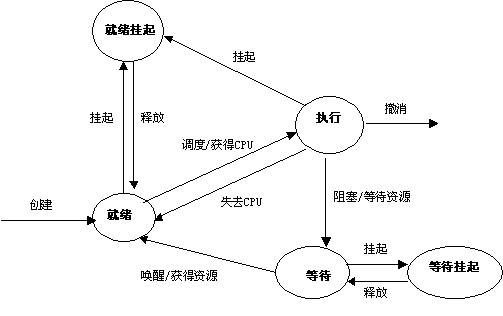 就绪挂起
挂起
挂起
释放
执行
撤消
调度/获得CPU
创建
就绪
失去CPU
阻塞/等待资源
唤醒/获得资源
等待
挂起
释放
等待挂起